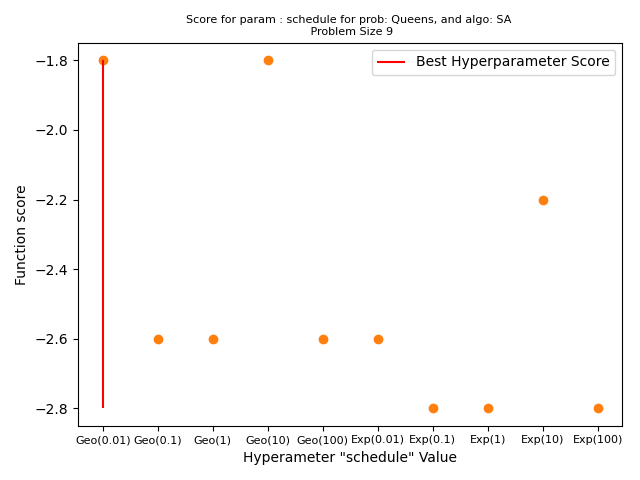 Score for param : schedule for prob: Queens, and algo: SA
Problem Size 9
Best Hyperparameter Score
Function score
−1.8
−2.0
−2.2
−2.4
−2.6
−2.8
Geo(0.01) Geo(0.1) Geo(1) Geo(10) Geo(100) Exp(0.01) Exp(0.1) Exp(1) Exp(10) Exp(100)
Hyperameter "schedule" Value